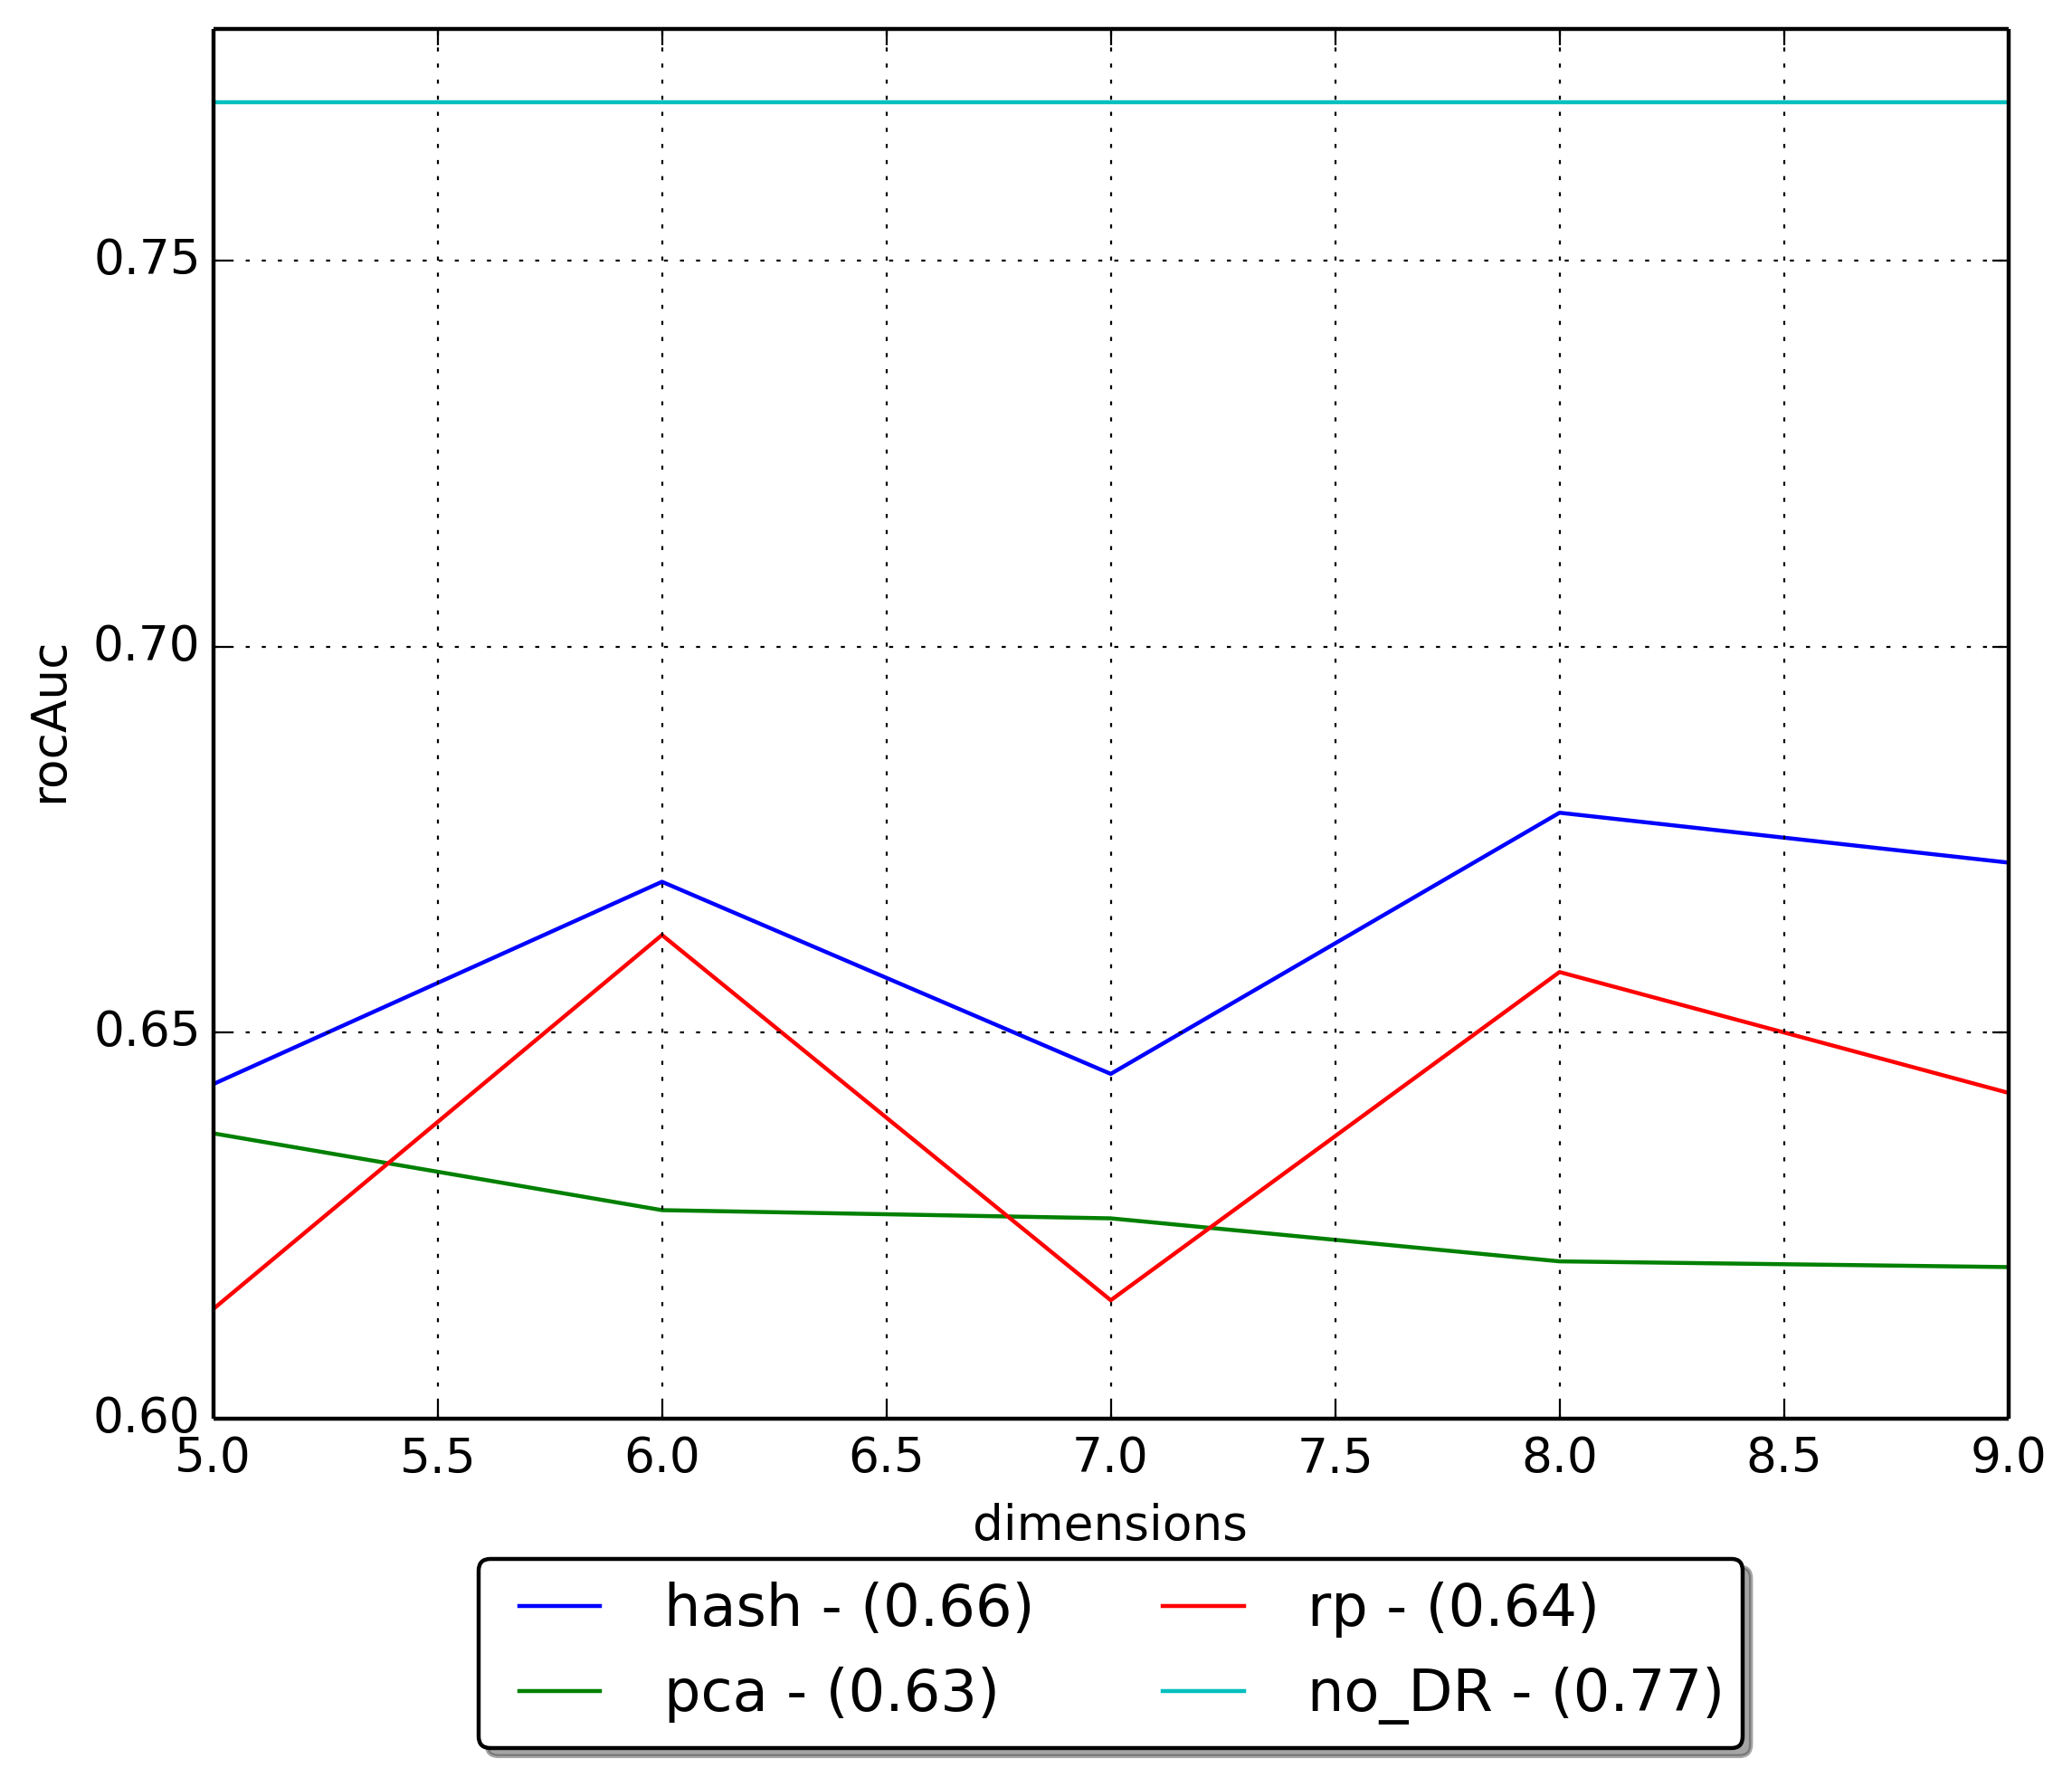 rocAuc
0.75
0.70
0.65
0.60
5.0 5.5 6.0 6.5 7.0 7.5 8.0 8.5 9.0
dimensions
hash - (0.66) rp - (0.64)
pca - (0.63) no_DR - (0.77)